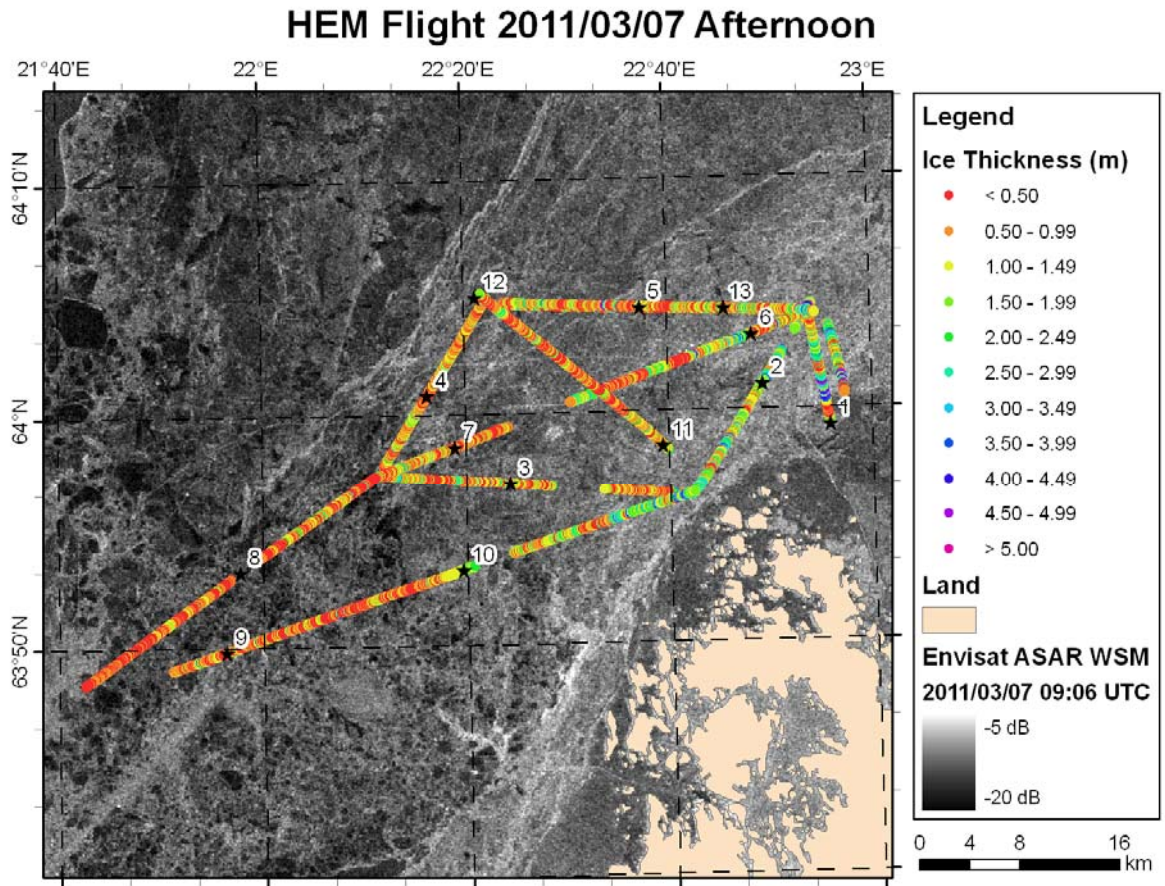 HEM Flight 2011/03/07 Afternoon
21°40'E 22°E 22°20'E 22°40'E 23°E
64°10'N
64°N
63°50'N
12
5
13
6
4
2
7
11
1
3
8
10
9
Legend
Ice Thickness (m)
< 0.50
0.50 - 0.99
1.00 - 1.49
1.50 - 1.99
2.00 - 2.49
2.50 - 2.99
3.00 - 3.49
3.50 - 3.99
4.00 - 4.49
4.50 - 4.99
> 5.00
Land
Envisat ASAR WSM
2011/03/07 09:06 UTC
-5 dB
-20 dB
0 4 8 16
km